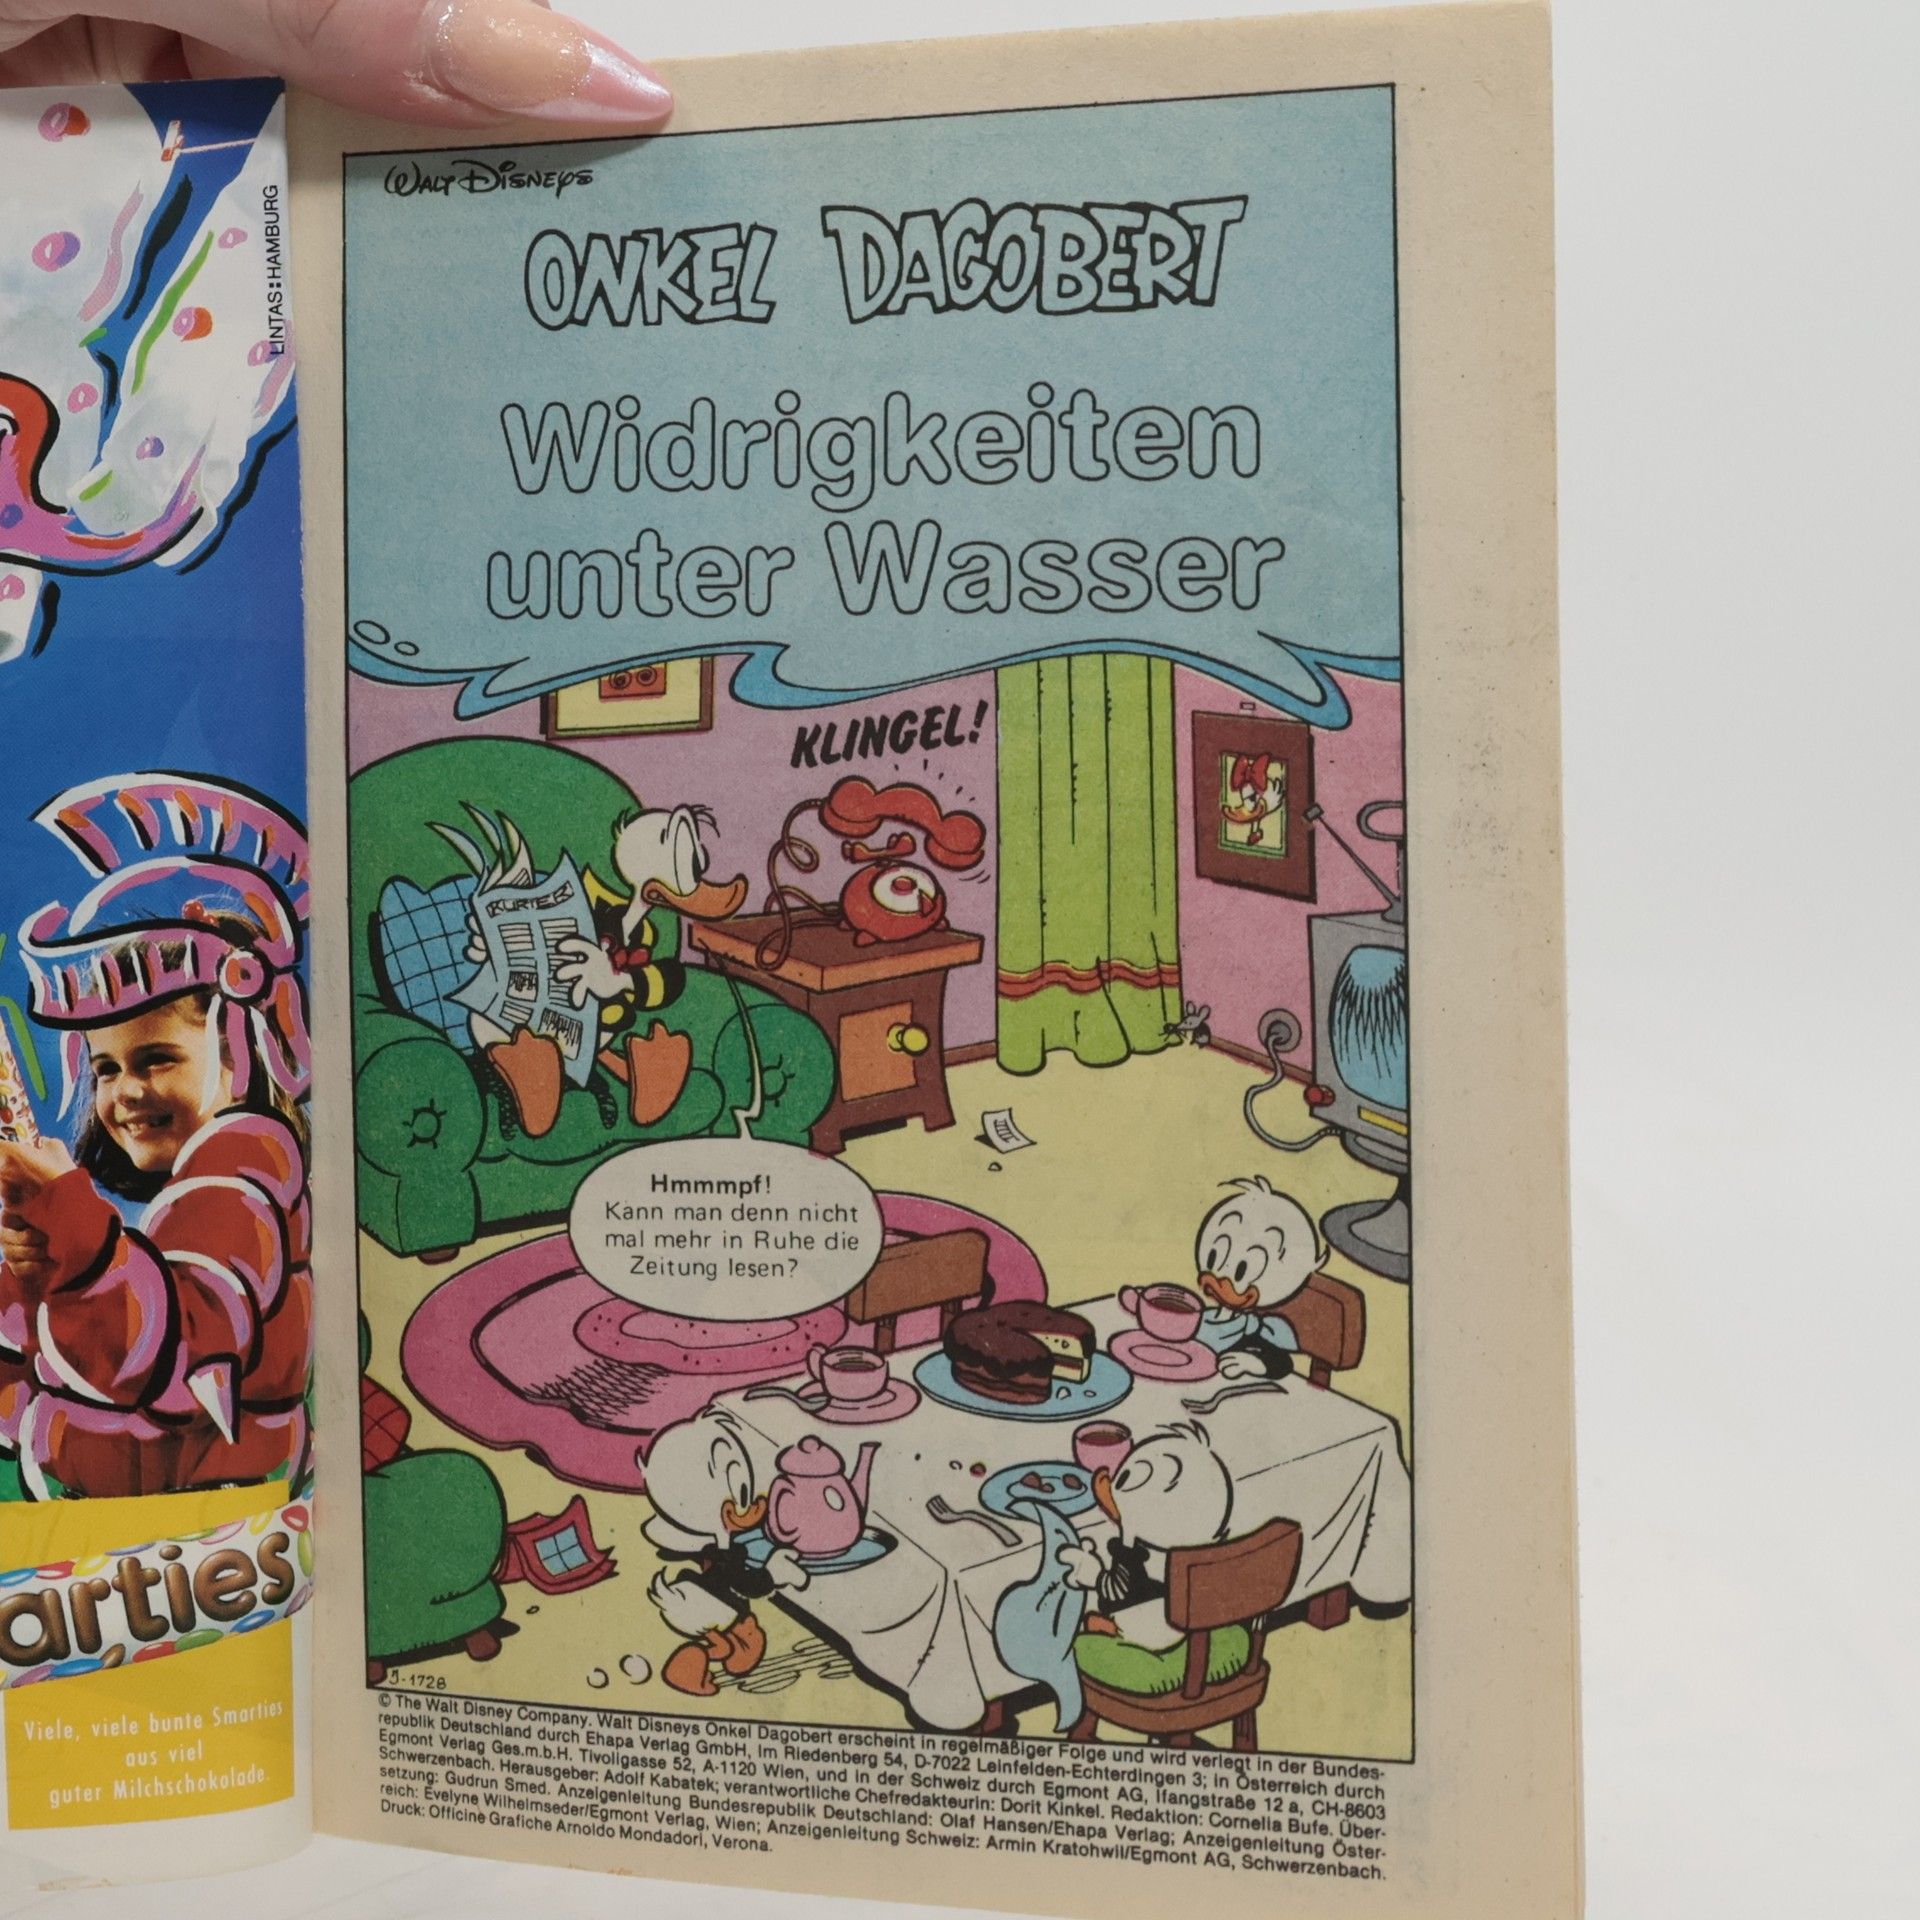 LINTAS:HAMBURG
arties
Viele, viele bunte Smarties
aus viel
guter Milchschokolade.
WALT DISNEYS
ONKEL DAGOBERT
Widrigkeiten
unter Wasser
KLINGEL!
KURIER
Hmmmpf!
Kann man denn nicht
mal mehr in Ruhe die
Zeitung lesen?
J-1728
© The Walt Disney Company. Walt Disneys Onkel Dagobert erscheint in regelmäßiger Folge und wird verlegt in der Bundes-
republik Deutschland durch Ehapa Verlag GmbH, Im Riedenberg 54, D-7022 Leinfelden-Echterdingen 3; in Österreich durch
Egmont Verlag Ges.m.b.H. Tivoligasse 52, A-1120 Wien, und in der Schweiz durch Egmont AG, Ifangstraße 12 a, CH-8603
Schwerzenbach. Herausgeber: Adolf Kabatek; verantwortliche Chefredakteurin: Dorit Kinkel. Redaktion: Cornelia Bufe. Über-
setzung: Gudrun Smed. Anzeigenleitung Bundesrepublik Deutschland: Olaf Hansen/Ehapa Verlag; Anzeigenleitung Öster-
reich: Evelyne Wilhelmseder/Egmont Verlag, Wien; Anzeigenleitung Schweiz: Armin Kratohwil/Egmont AG, Schwerzenbach.
Druck: Officine Grafiche Arnoldo Mondadori, Verona.